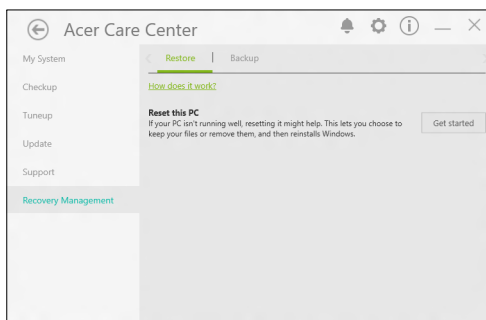 Acer Care Center
My System
Restore
Backup
Checkup
How does it work?
Tuneup
Reset this PC
If your PC isn't running well, resetting it might help. This lets you choose to
keep your files or remove them, and then reinstalls Windows.
Get started
Update
Support
Recovery Management